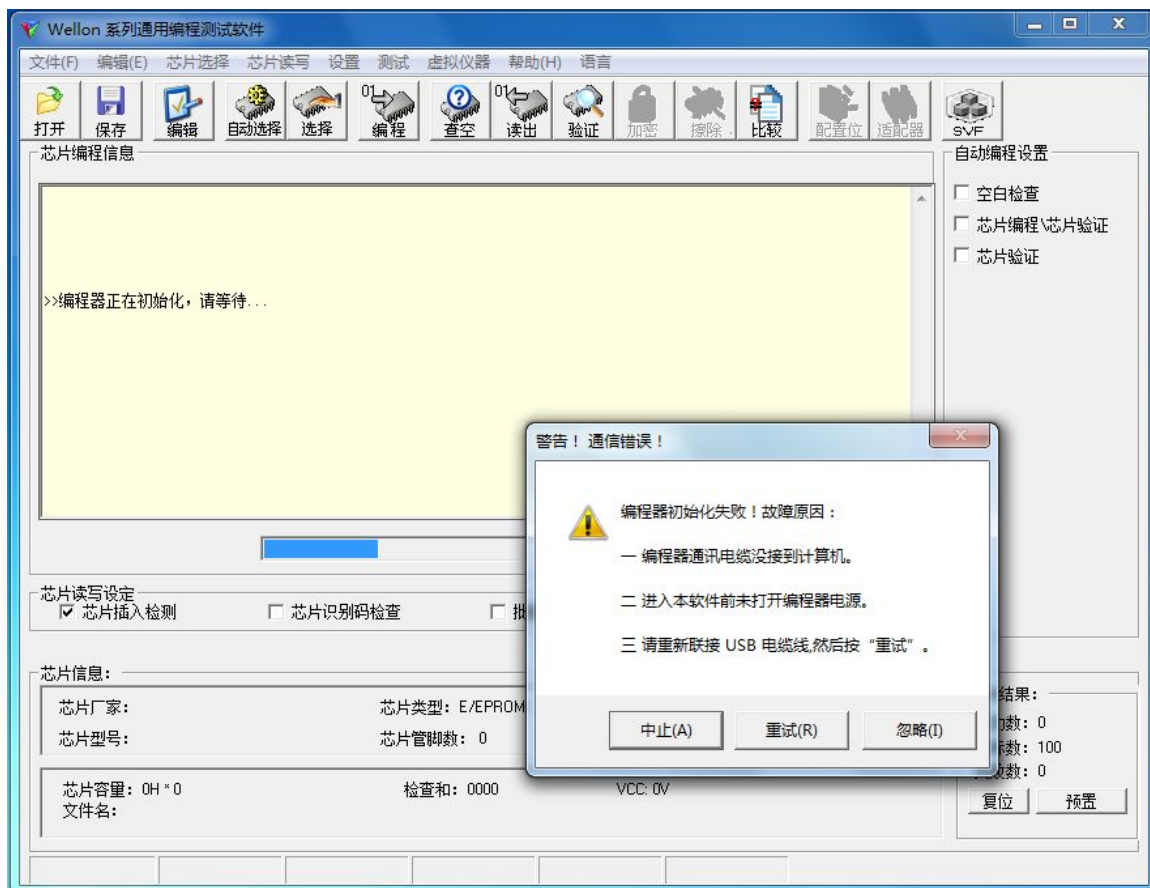 Wellon 系列通用编程测试软件
文件(F) 编辑(E) 芯片选择 芯片读写 设置 测试 虚拟仪器 帮助(H) 语言
打开 保存 编辑 自动选择 选择 编程 查空 读出 验证 加密 擦除 比较 配置位 适配器 SVF
芯片编程信息
自动编程设置
空白检查
芯片编程\芯片验证
芯片验证
>>编程器正在初始化，请等待...
警告！通信错误！
编程器初始化失败！故障原因：
一 编程器通讯电缆没接到计算机。
二 进入本软件前未打开编程器电源。
三 请重新联接 USB 电缆线,然后按“重试”。
中止(A) 重试(R) 忽略(I)
芯片读写设定
芯片插入检测 芯片识别码检查
芯片信息：
芯片厂家： 芯片类型：E/EPROM
芯片型号： 芯片管脚数：0
芯片容量：0H*0 检查和：0000 VCC: 0V
文件名：
结果：
数：0
数：100
数：0
复位 预置